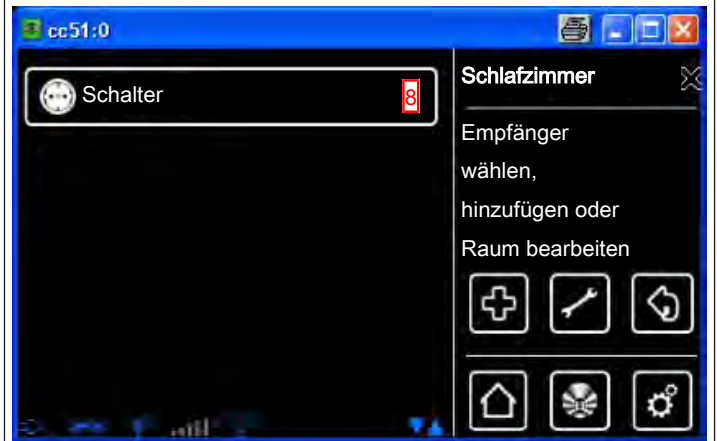 cc51:0
Schalter 8
Schlafzimmer
Empfänger
wählen,
hinzufügen oder
Raum bearbeiten